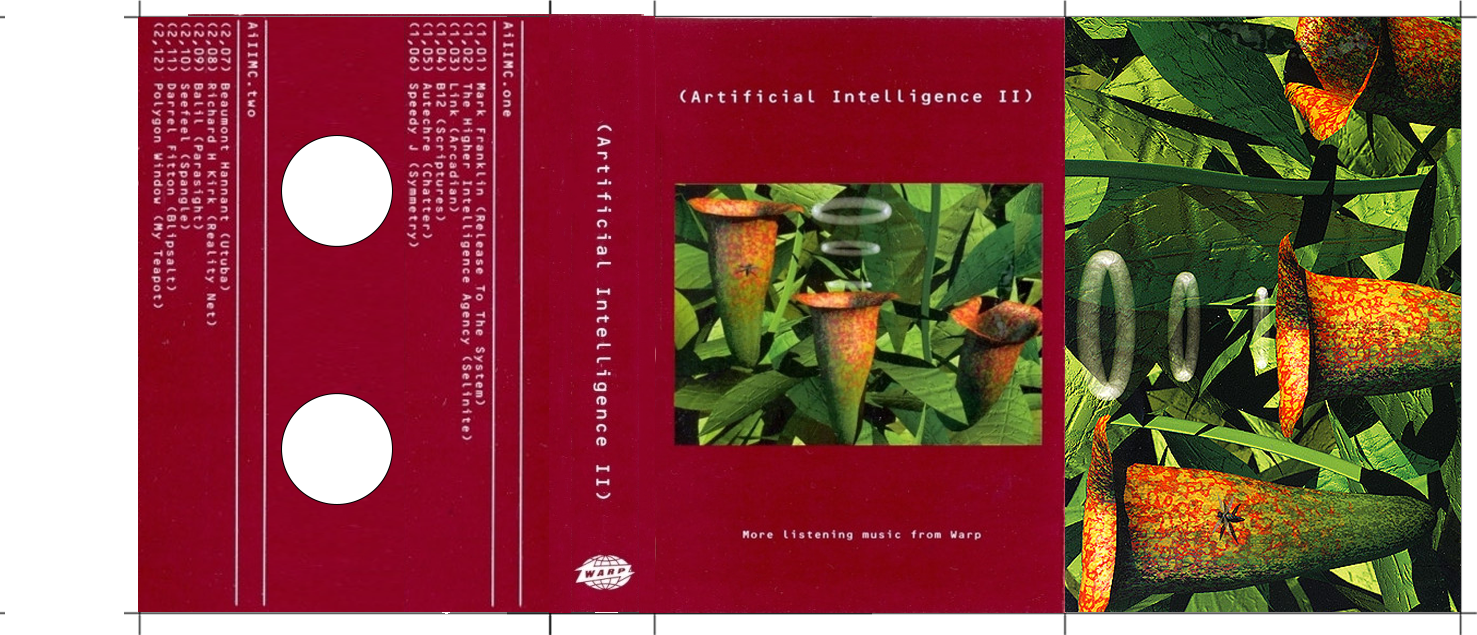 AiIIMC.two
(2,07) Beaumont Hannant (Utuba)
(2,08) Richard H Kirk (Reality Net)
(2,09) Balil (Parasight)
(2,10) Seefeel (Spangle)
(2,11) Darrel Fitton (Blipsalt)
(2,12) Polygon Window (My Teapot)
AiIIMC.one
(1,01) Mark Franklin (Release To The System)
(1,02) The Higher Intelligence Agency (Selinite)
(1,03) Link (Arcadian)
(1,04) B12 (Scriptures)
(1,05) Autechre (Chatter)
(1,06) Speedy J (Symmetry)
(Artificial Intelligence II)
WARP
(Artificial Intelligence II)
More listening music from Warp